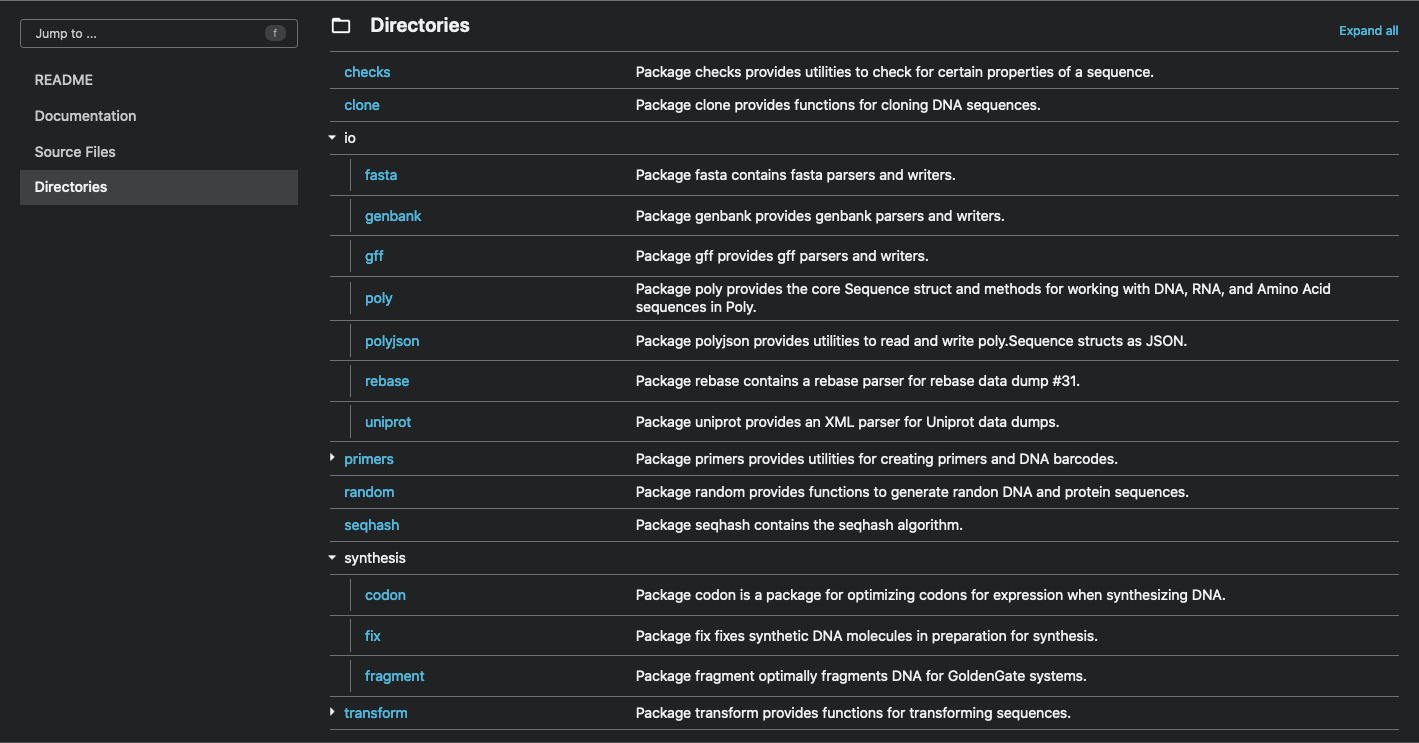 Jump to ...
f
README
Documentation
Source Files
Directories
Directories
Expand all
checks Package checks provides utilities to check for certain properties of a sequence.
clone Package clone provides functions for cloning DNA sequences.
io
fasta Package fasta contains fasta parsers and writers.
genbank Package genbank provides genbank parsers and writers.
gff Package gff provides gff parsers and writers.
poly Package poly provides the core Sequence struct and methods for working with DNA, RNA, and Amino Acid
sequences in Poly.
polyjson Package polyjson provides utilities to read and write poly.Sequence structs as JSON.
rebase Package rebase contains a rebase parser for rebase data dump #31.
uniprot Package uniprot provides an XML parser for Uniprot data dumps.
primers Package primers provides utilities for creating primers and DNA barcodes.
random Package random provides functions to generate randon DNA and protein sequences.
seqhash Package seqhash contains the seqhash algorithm.
synthesis
codon Package codon is a package for optimizing codons for expression when synthesizing DNA.
fix Package fix fixes synthetic DNA molecules in preparation for synthesis.
fragment Package fragment optimally fragments DNA for GoldenGate systems.
transform Package transform provides functions for transforming sequences.